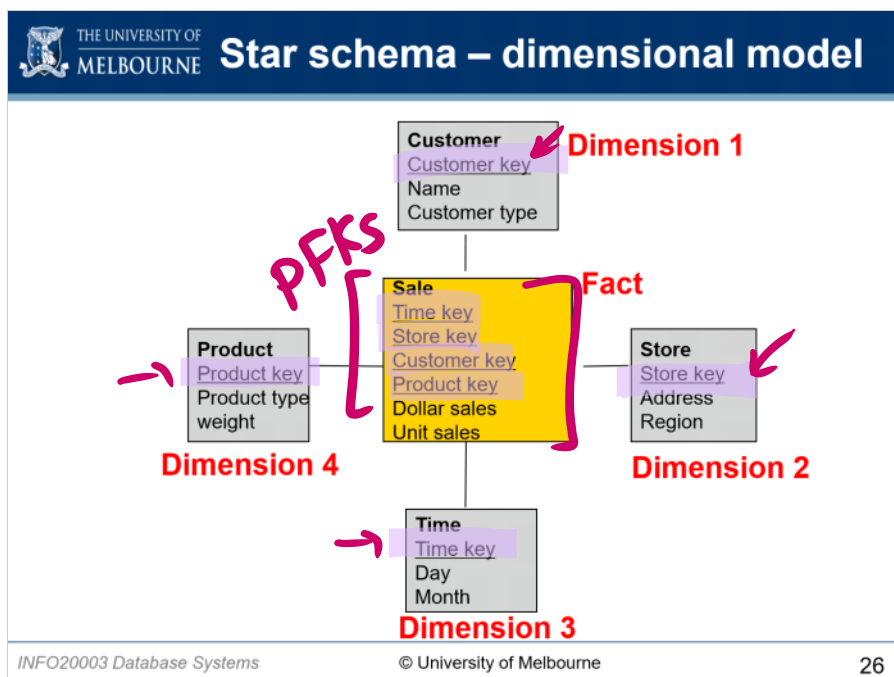 THE UNIVERSITY OF
MELBOURNE
Star schema – dimensional model
Customer
Customer key
Name
Customer type
Dimension 1
PFKS
Sale
Time key
Store key
Customer key
Product key
Dollar sales
Unit sales
Fact
Product
Product key
Product type
weight
Dimension 4
Store
Store key
Address
Region
Dimension 2
Time
Time key
Day
Month
Dimension 3
INFO20003 Database Systems
© University of Melbourne
26